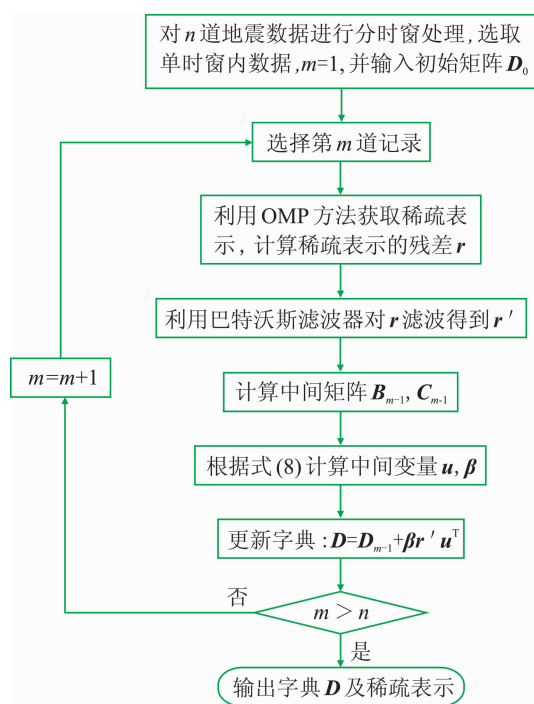 对n道地震数据进行分时窗处理,选取
单时窗内数据,m=1,并输入初始矩阵D₀
选择第m道记录
利用OMP方法获取稀疏表
示,计算稀疏表示的残差r
利用巴特沃斯滤波器对r滤波得到r′
m=m+1
计算中间矩阵Bₘ₋₁, Cₘ₋₁
根据式(8)计算中间变量u,β
更新字典:D=Dₘ₋₁+βr′uᵀ
否
m>n
是
输出字典D及稀疏表示